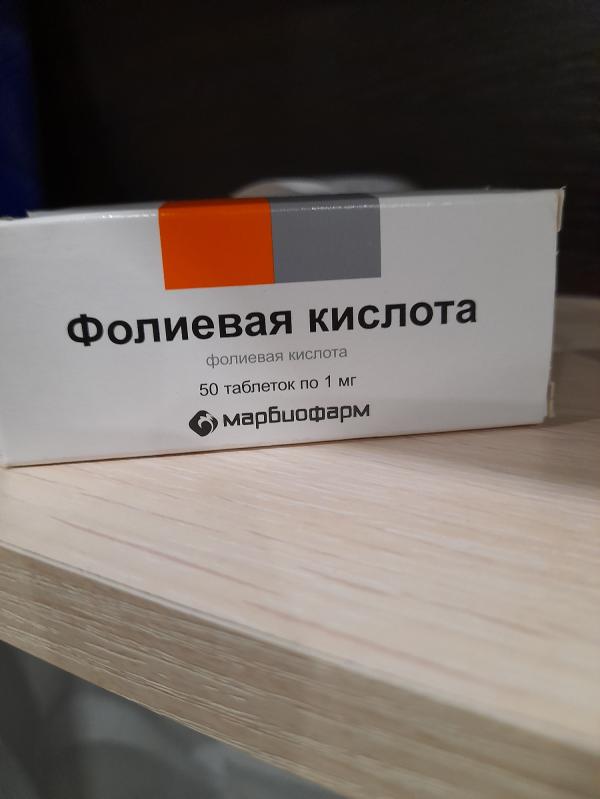 Фолиевая кислота
фолиевая кислота
50 таблеток по 1 мг
марбиофарм